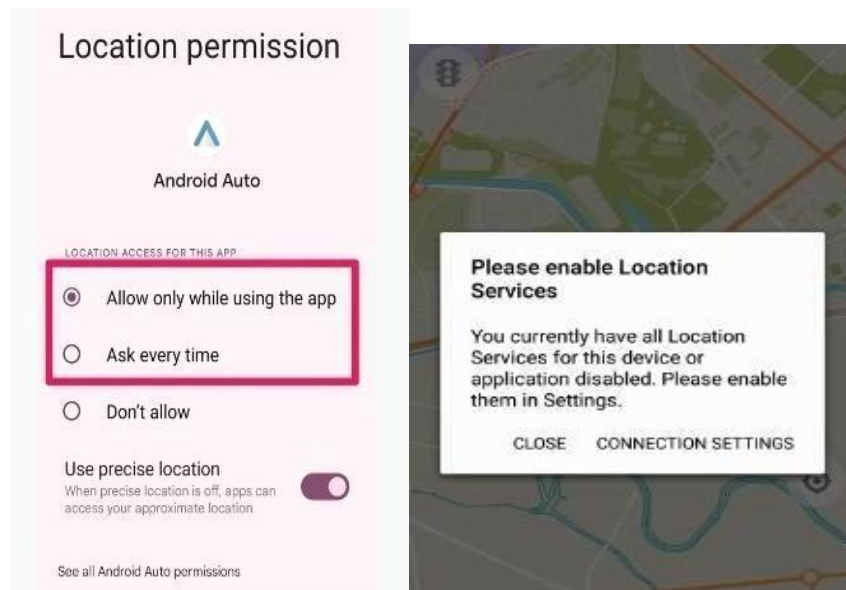 Location permission
Android Auto
LOCATION ACCESS FOR THIS APP
Allow only while using the app
Ask every time
Don't allow
Use precise location
When precise location is off, apps can
access your approximate location
See all Android Auto permissions
Please enable Location
Services
You currently have all Location
Services for this device or
application disabled. Please enable
them in Settings.
CLOSE CONNECTION SETTINGS